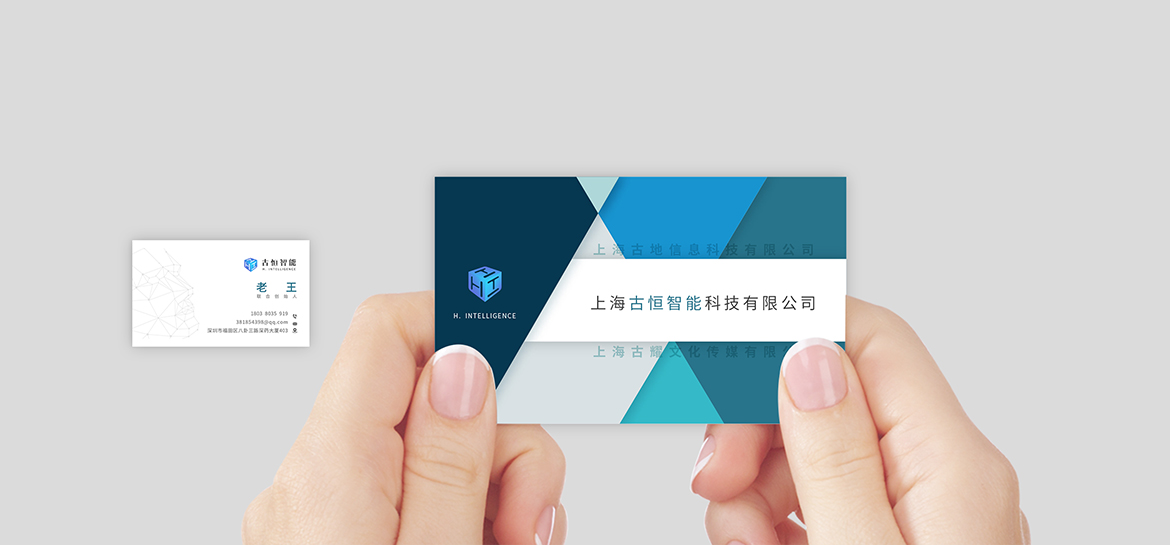 古恒智能
H. INTELLIGENCE
老 王
联合创始人
1803 8035 919
381854398@qq.com
深圳市福田区八卦三路深药大厦403
上海古地信息科技有限公司
上海古恒智能科技有限公司
H. INTELLIGENCE
上海古耀文化传媒有限